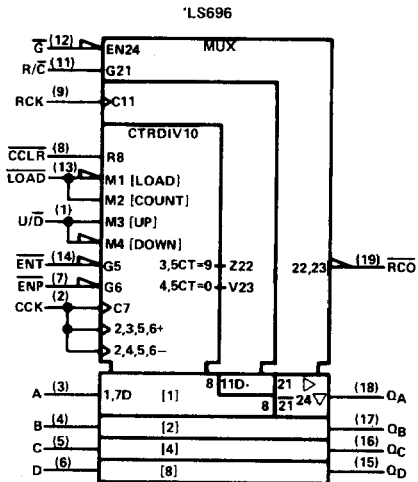 'LS696
G (12) EN24 MUX
R/C (11) G21
RCK (9) C11
CTRDIV10
CCLR (8) R8
LOAD (13) M1 [LOAD]
M2 [COUNT]
U/D (1) M3 [UP]
M4 [DOWN]
ENT (14) G5 3,5CT=9 Z22 22,23 (19) RCO
ENP (7) G6 4,5CT=0 V23
CCK (2) C7
2,3,5,6+
2,4,5,6−
A (3) 1,7D [1] 8 11D 21 ▷ (18) QA
8 21 24 ▽
B (4) [2] (17) QB
C (5) [4] (16) QC
D (6) [8] (15) QD